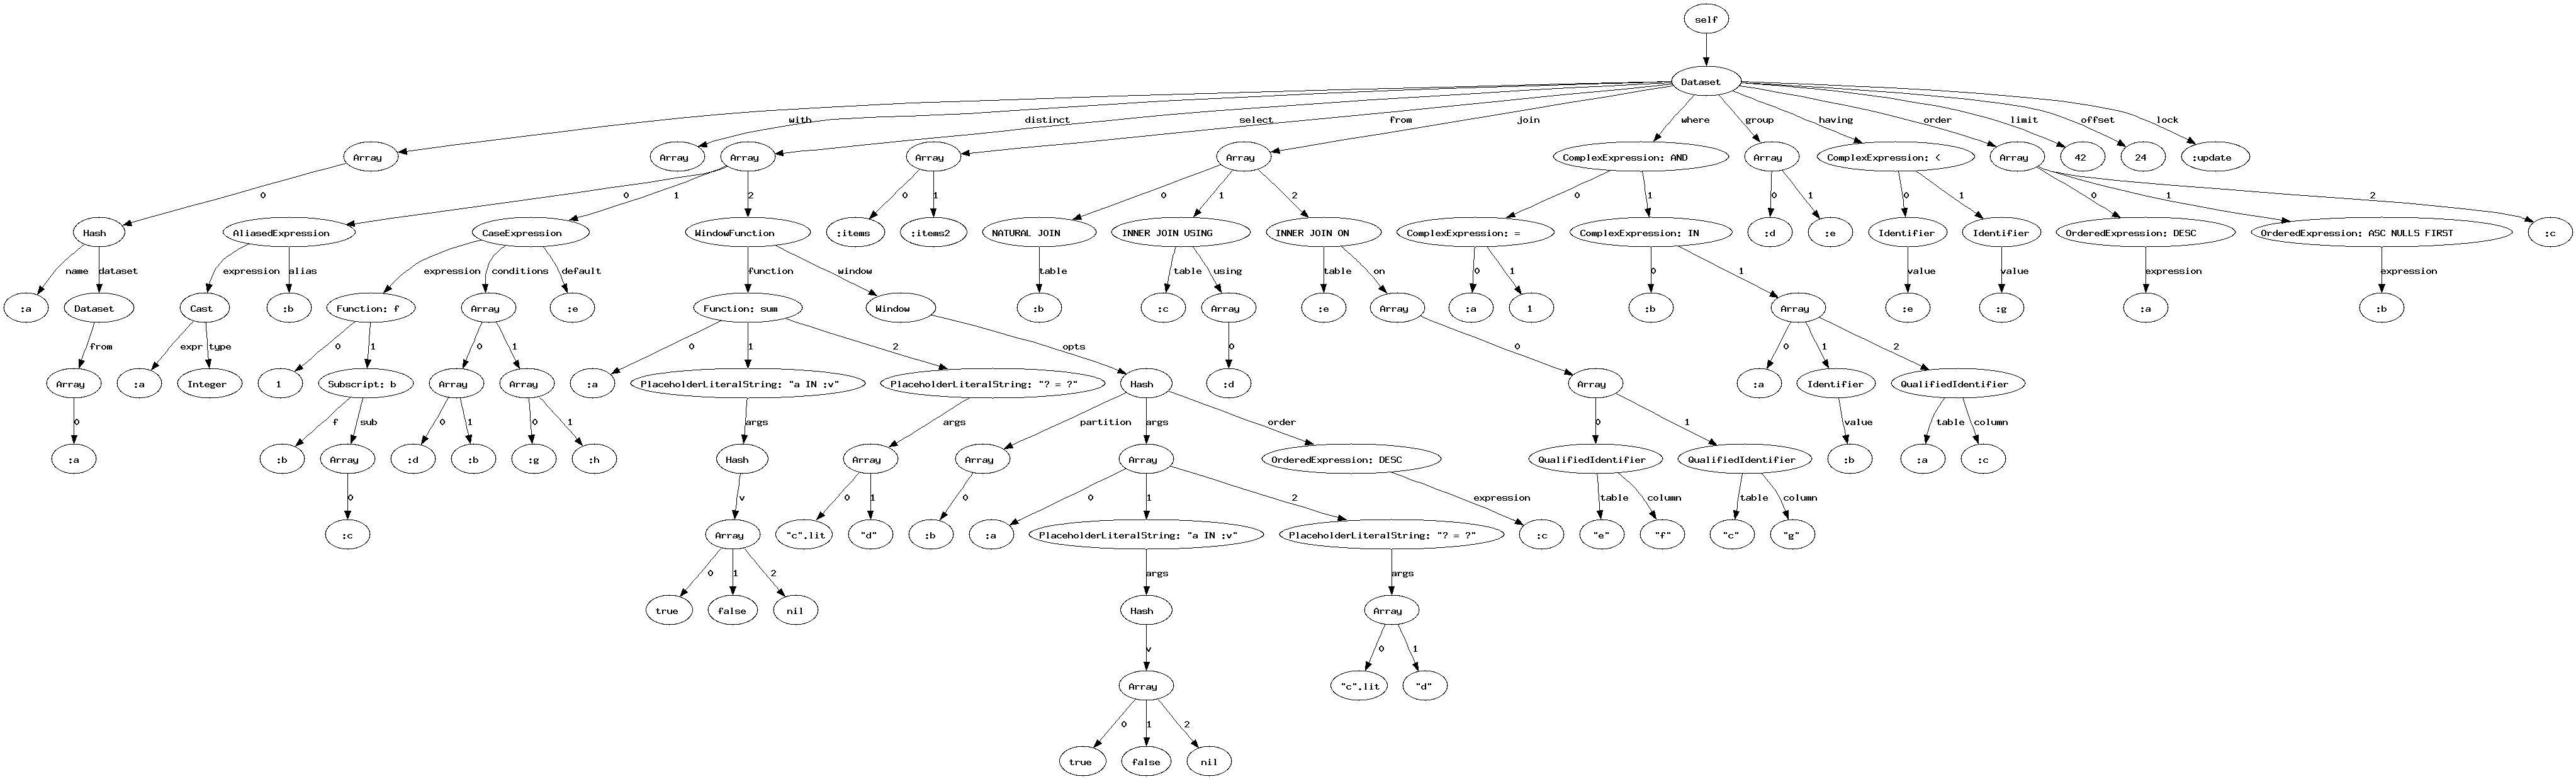 self
Dataset
with
distinct
select
from
join
where
group
having
order
limit
offset
lock
Array
Array
Array
Array
Array
ComplexExpression: AND
Array
ComplexExpression: <
Array
42
24
:update
0
0
1
2
0
1
0
1
2
0
1
0
1
0
1
0
1
2
Hash
AliasedExpression
CaseExpression
WindowFunction
:items
:items2
NATURAL JOIN
INNER JOIN USING
INNER JOIN ON
ComplexExpression: =
ComplexExpression: IN
:d
:e
Identifier
Identifier
OrderedExpression: DESC
OrderedExpression: ASC NULLS FIRST
:c
name
dataset
expression
alias
expression
conditions
default
function
window
table
table
using
table
on
0
1
0
1
value
value
expression
expression
:a
Dataset
Cast
:b
Function: f
Array
:e
Function: sum
Window
:b
:c
Array
:e
Array
:a
1
:b
Array
:e
:g
:a
:b
from
expr
type
0
1
0
1
0
1
2
opts
0
0
0
1
2
Array
:a
Integer
1
Subscript: b
Array
Array
:a
PlaceholderLiteralString: "a IN :v"
PlaceholderLiteralString: "? = ?"
Hash
:d
Array
:a
Identifier
QualifiedIdentifier
0
f
sub
0
1
0
1
args
args
partition
args
order
0
1
value
table
column
:a
:b
Array
:d
:b
:g
:h
Hash
Array
Array
Array
OrderedExpression: DESC
QualifiedIdentifier
QualifiedIdentifier
:b
:a
:c
0
v
0
1
0
0
1
2
expression
table
column
table
column
:c
Array
"c".lit
"d"
:b
:a
PlaceholderLiteralString: "a IN :v"
PlaceholderLiteralString: "? = ?"
:c
"e"
"f"
"c"
"g"
0
1
2
args
args
true
false
nil
Hash
Array
v
0
1
Array
"c".lit
"d"
0
1
2
true
false
nil